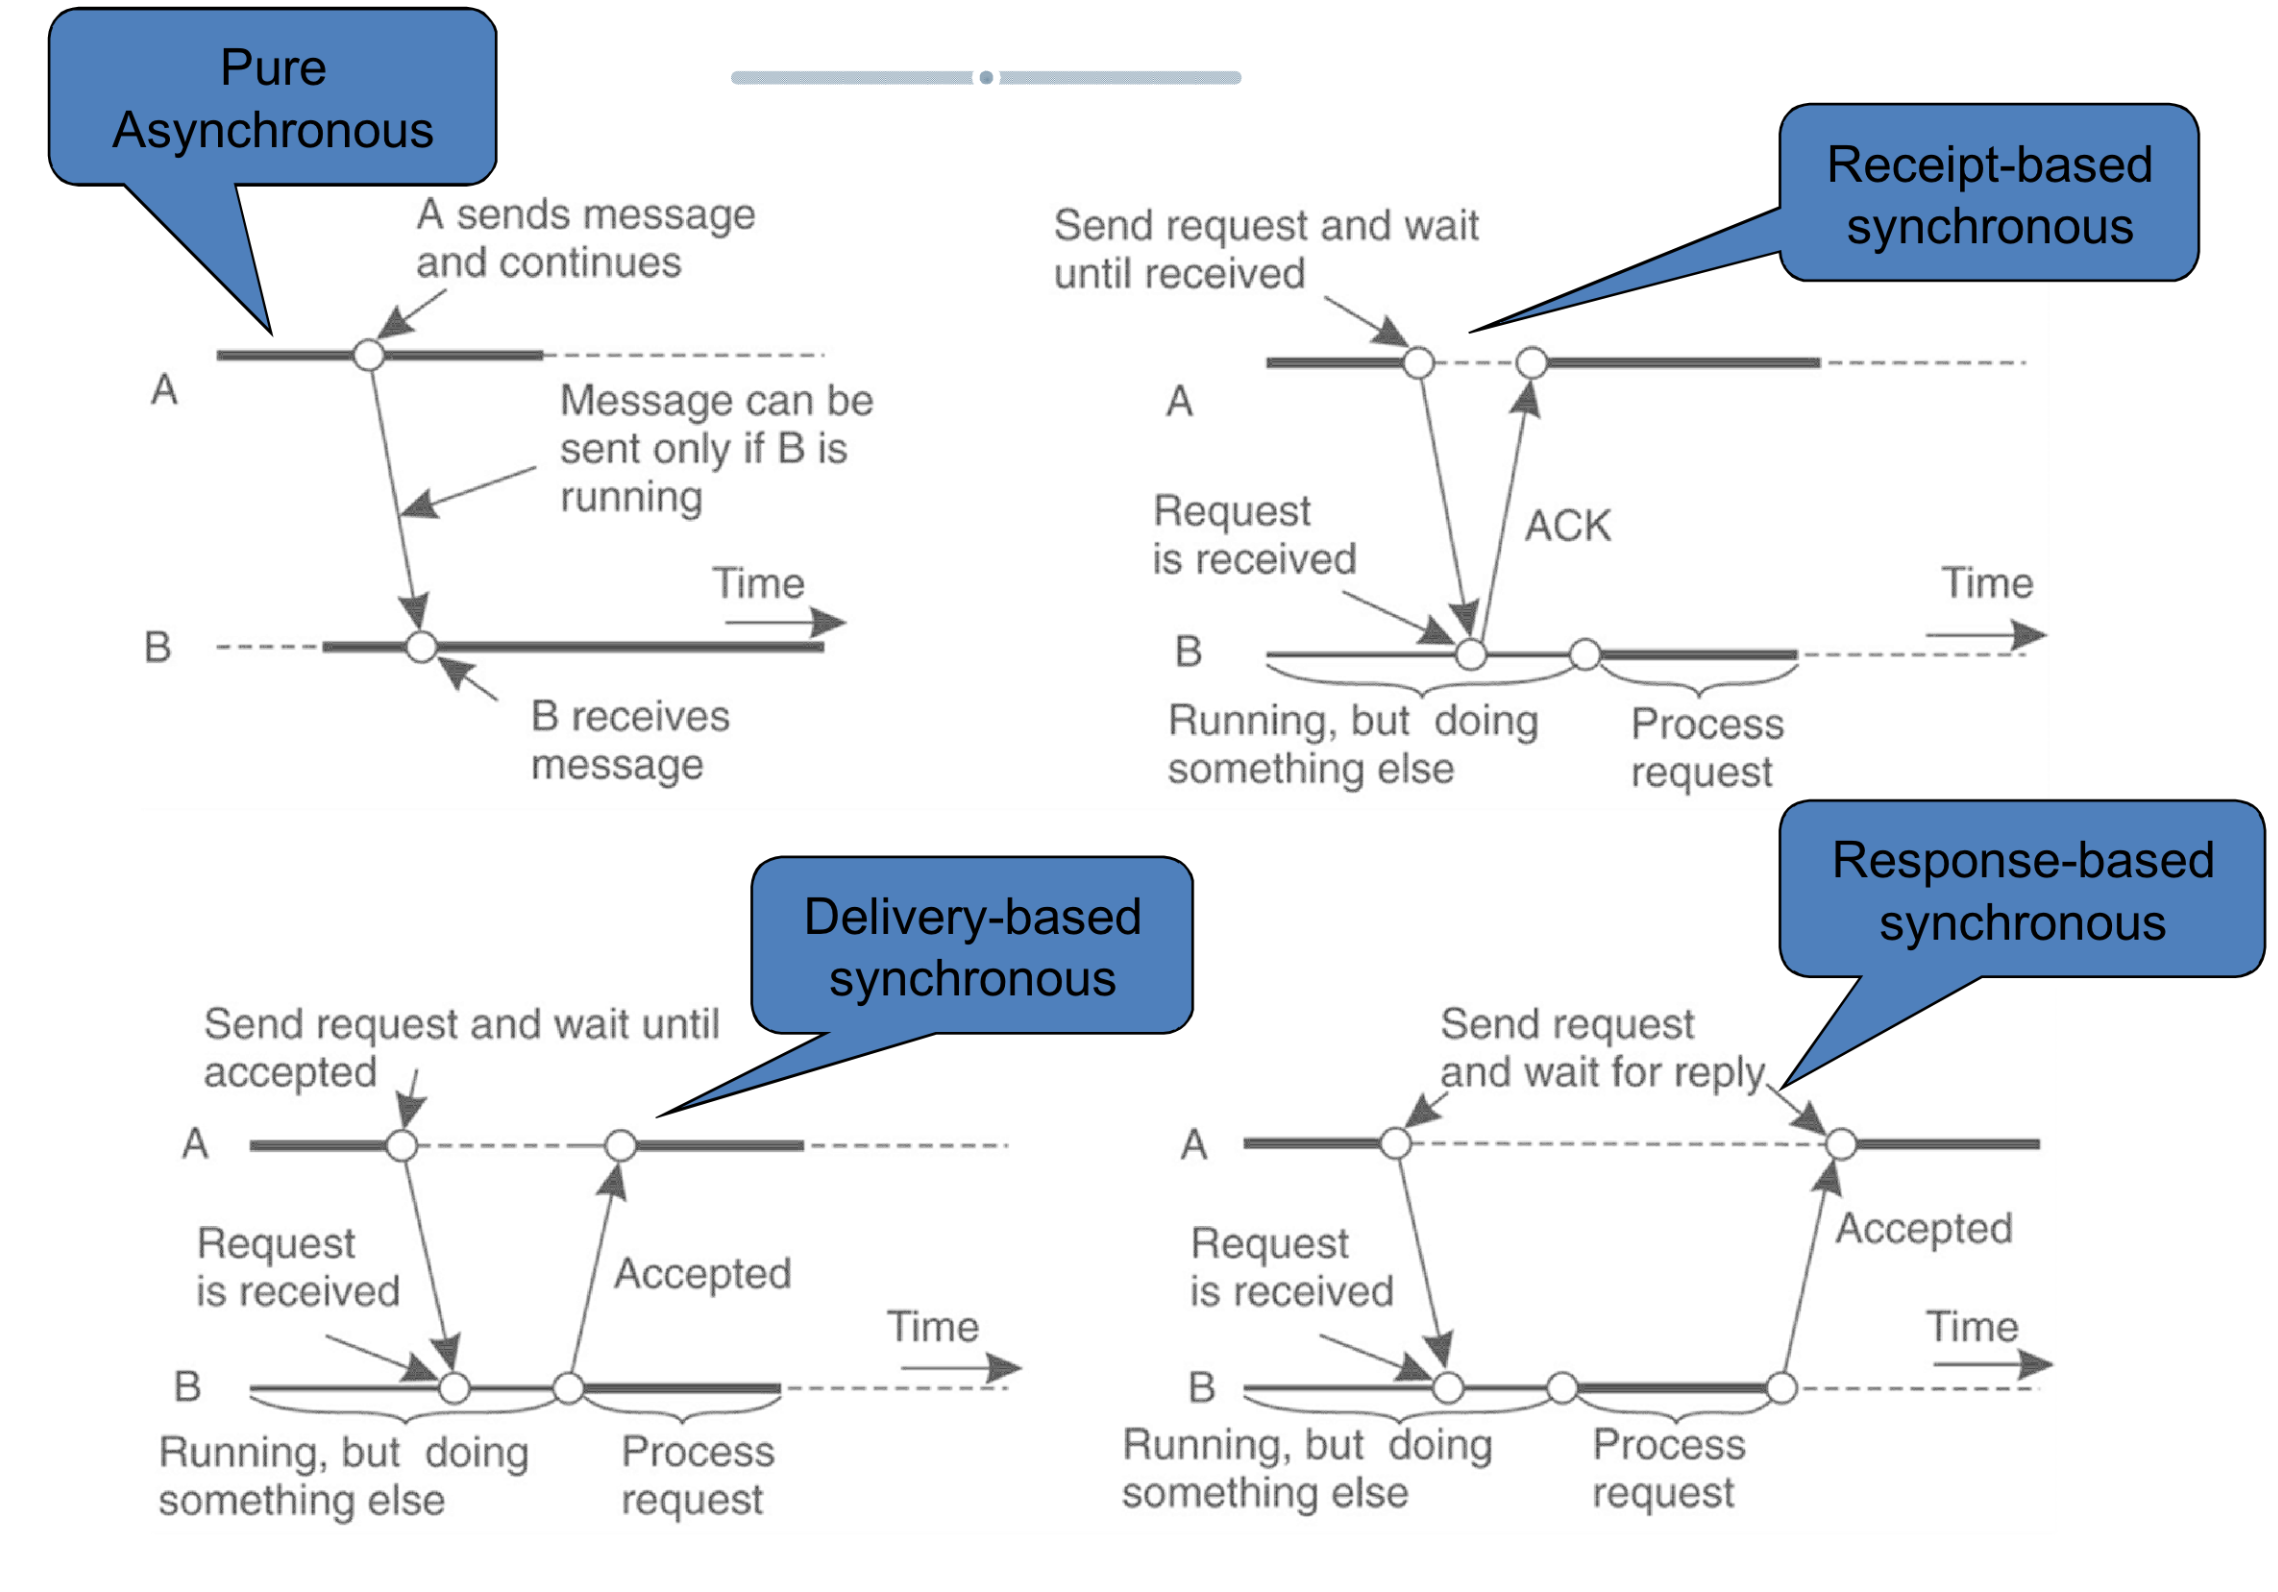 Pure
Asynchronous
A sends message
and continues
A
Message can be
sent only if B is
running
Time
B
B receives
message
Receipt-based
synchronous
Send request and wait
until received
A
Request
is received
ACK
Time
B
Running, but doing
something else
Process
request
Delivery-based
synchronous
Send request and wait until
accepted
A
Request
is received
Accepted
Time
B
Running, but doing
something else
Process
request
Response-based
synchronous
Send request
and wait for reply
A
Request
is received
Accepted
Time
B
Running, but doing
something else
Process
request